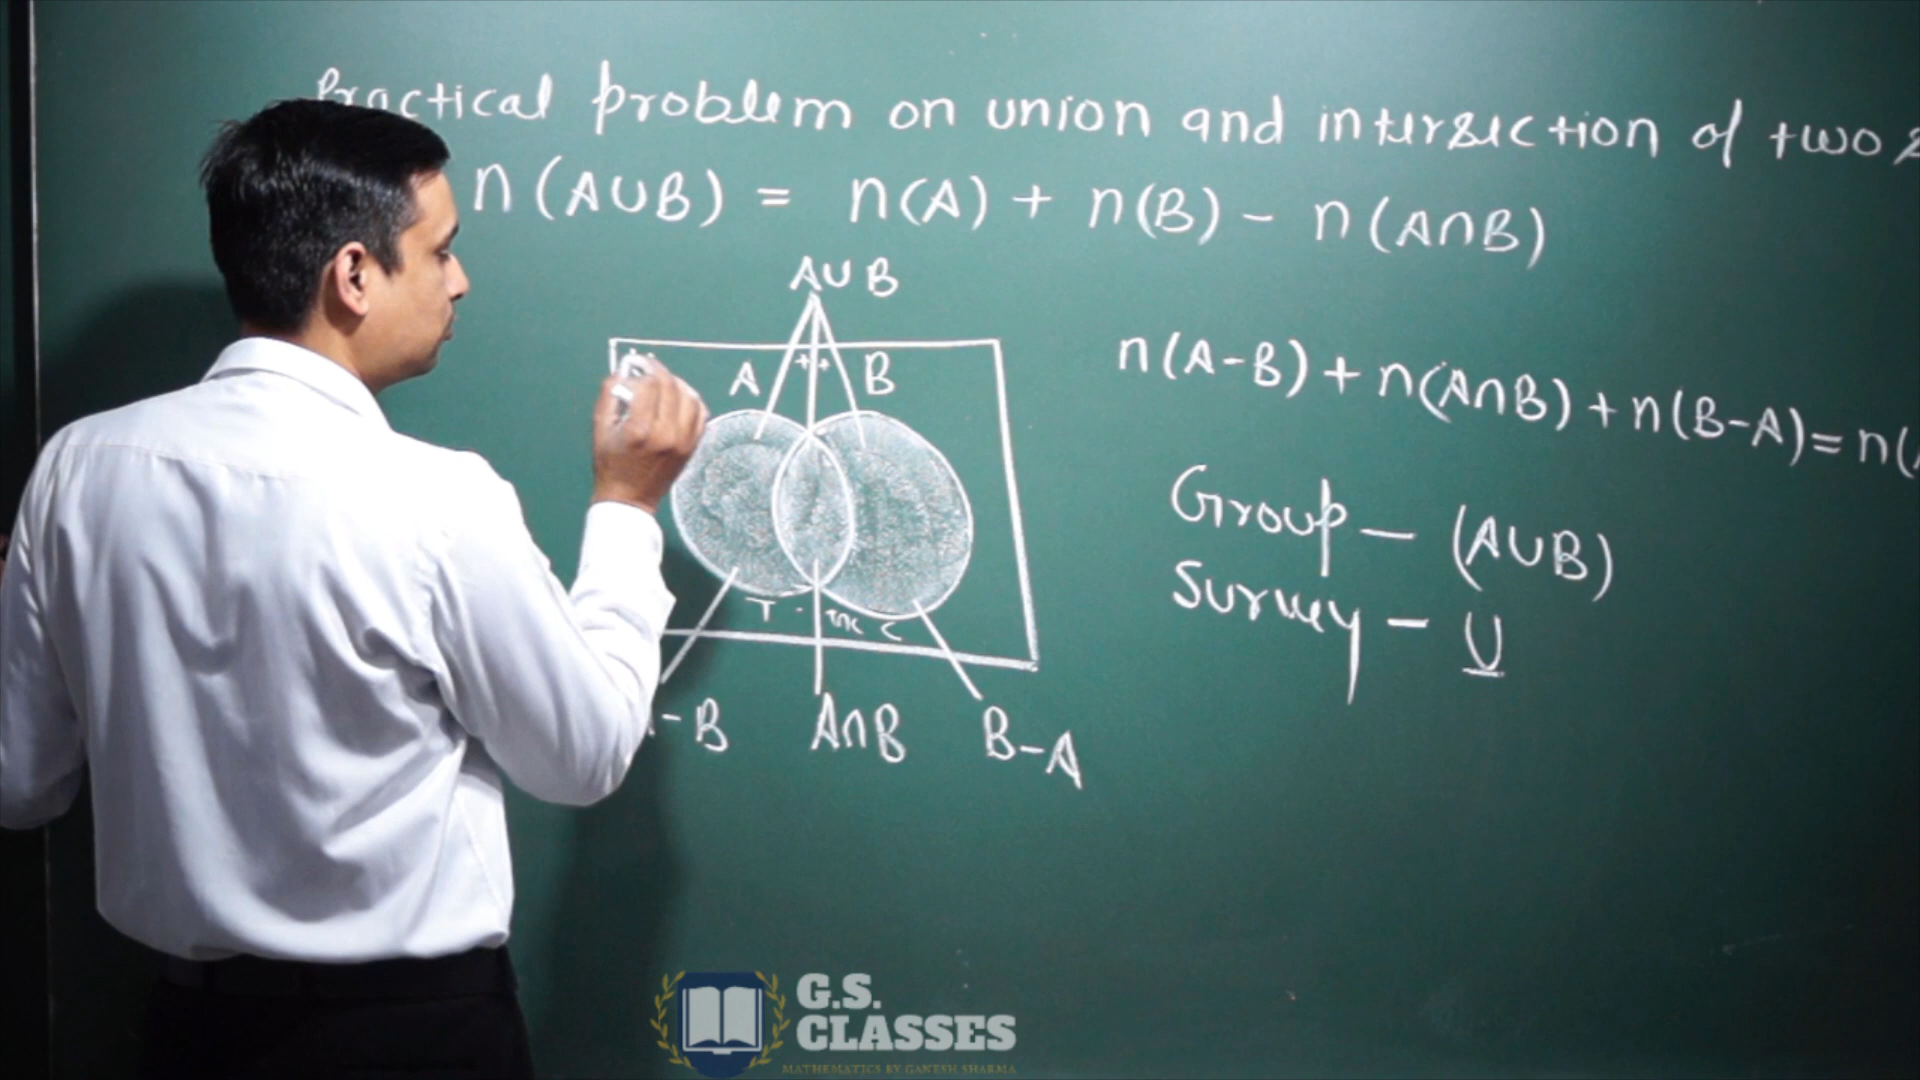 Practical problem on union and intersection of two
n(A∪B) = n(A) + n(B) - n(A∩B)
A∪B
A B
n(A-B) + n(A∩B) + n(B-A) = n(
Group - (A∪B)
Survey - U
T T∩C C
-B A∩B B-A
G.S.
CLASSES
MATHEMATICS BY GANESH SHARMA